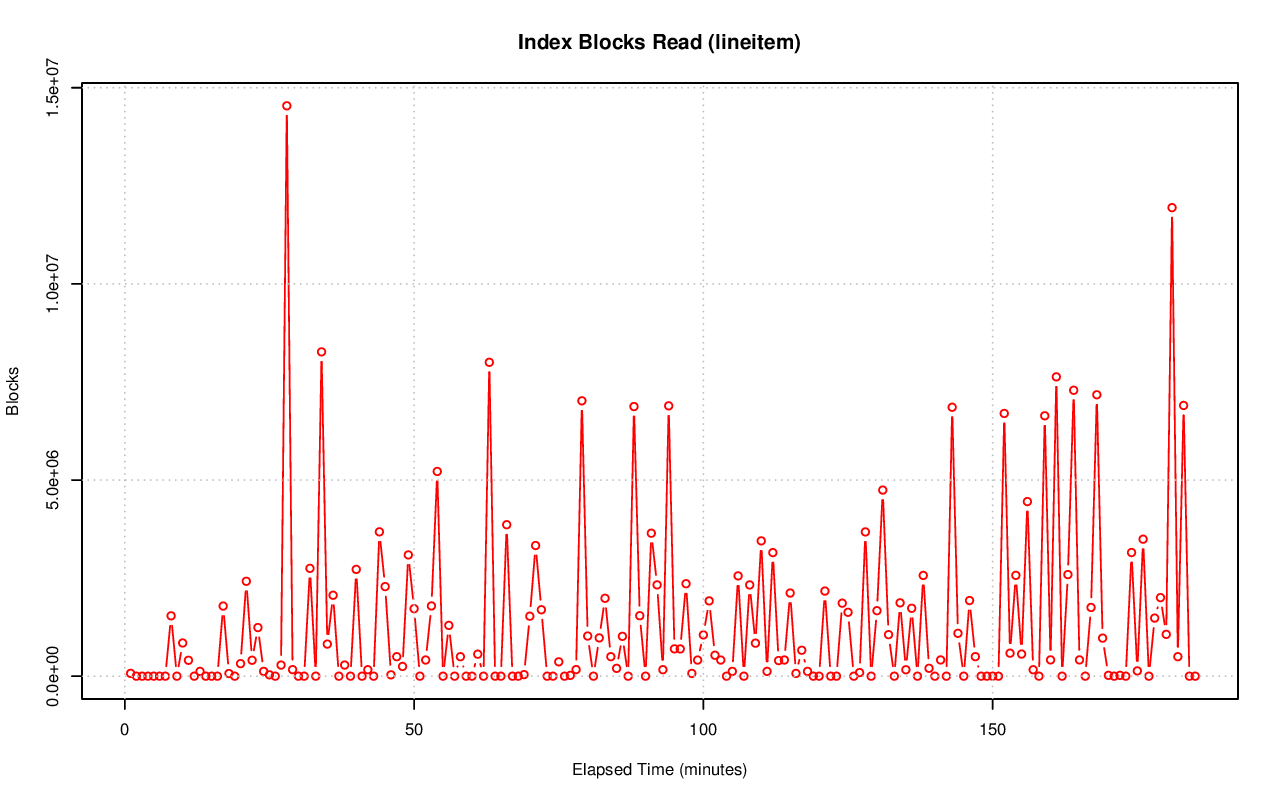 Index Blocks Read (lineitem)
Blocks
1.5e+07
1.0e+07
5.0e+06
0.0e+00
0 50 100 150
Elapsed Time (minutes)